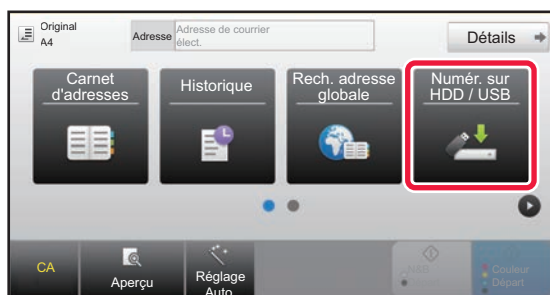 Original
A4
Adresse
Adresse de courrier
élect.
Détails
Carnet
d'adresses
Historique
Rech. adresse
globale
Numér. sur
HDD / USB
CA
Aperçu
Réglage
Auto
N&B
Couleur
Départ